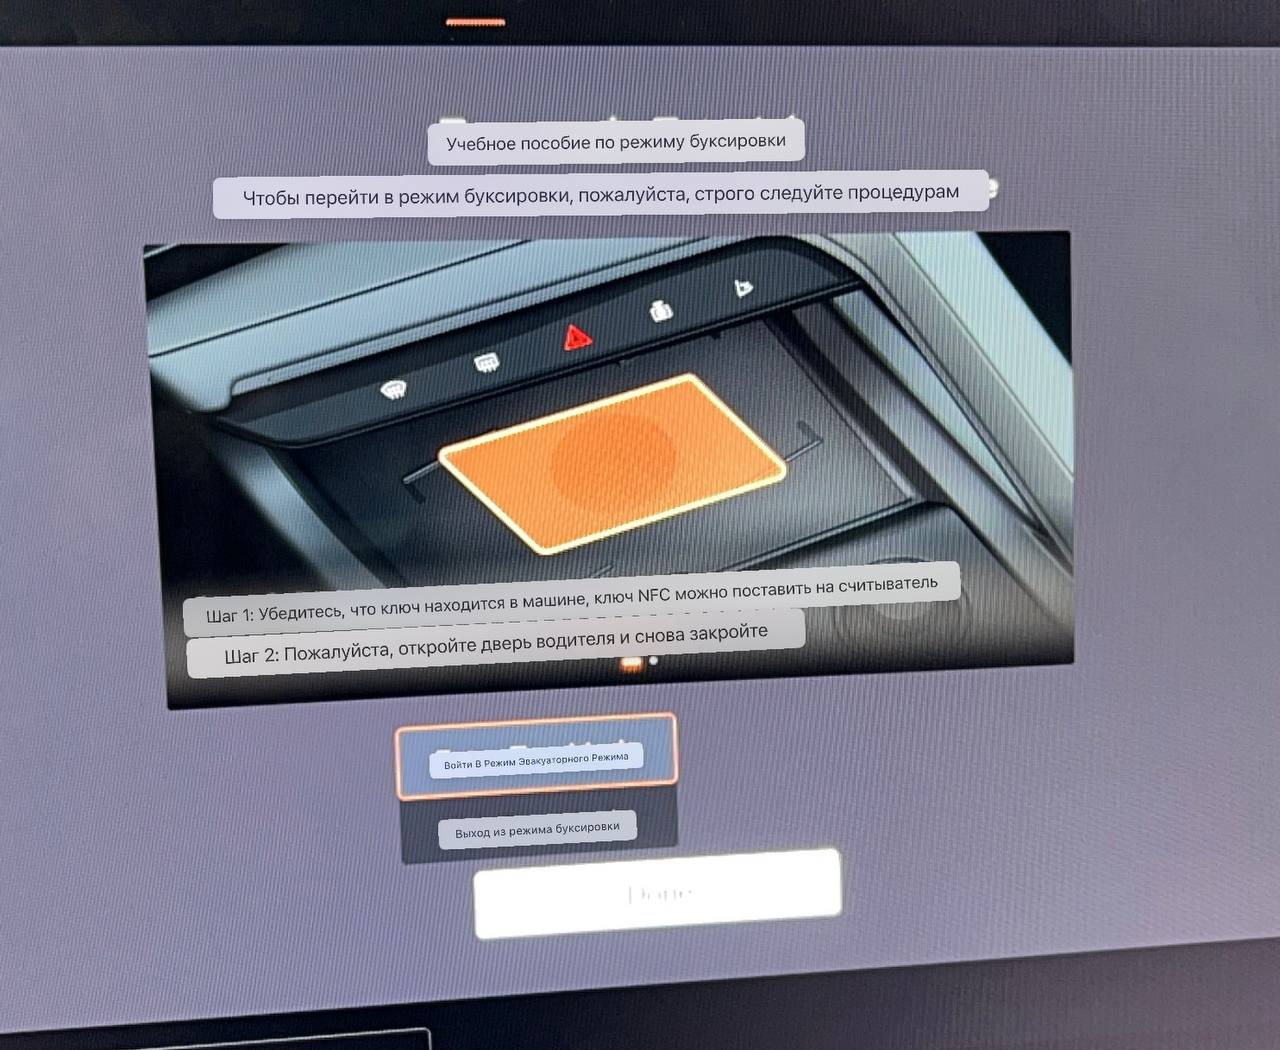 Учебное пособие по режиму буксировки
Чтобы перейти в режим буксировки, пожалуйста, строго следуйте процедурам
Шаг 1: Убедитесь, что ключ находится в машине, ключ NFC можно поставить на считыватель
Шаг 2: Пожалуйста, откройте дверь водителя и снова закройте
Войти В Режим Эвакуаторного Режима
Выход из режима буксировки
Done